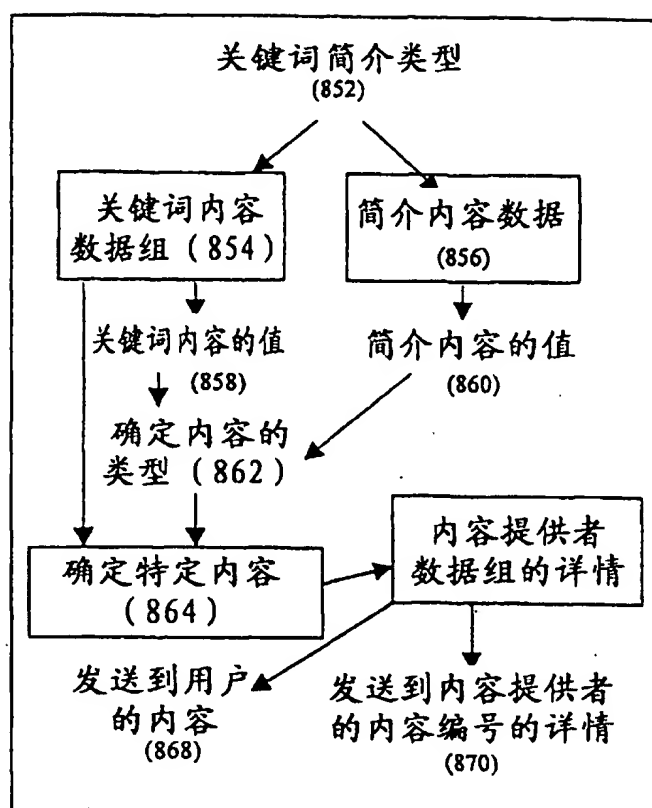 关键词简介类型
(852)
关键词内容
数据组(854)
简介内容数据
(856)
关键词内容的值
(858)
简介内容的值
(860)
确定内容的
类型(862)
内容提供者
数据组的详情
确定特定内容
(864)
发送到用户
的内容
(868)
发送到内容提供者
的内容编号的详情
(870)